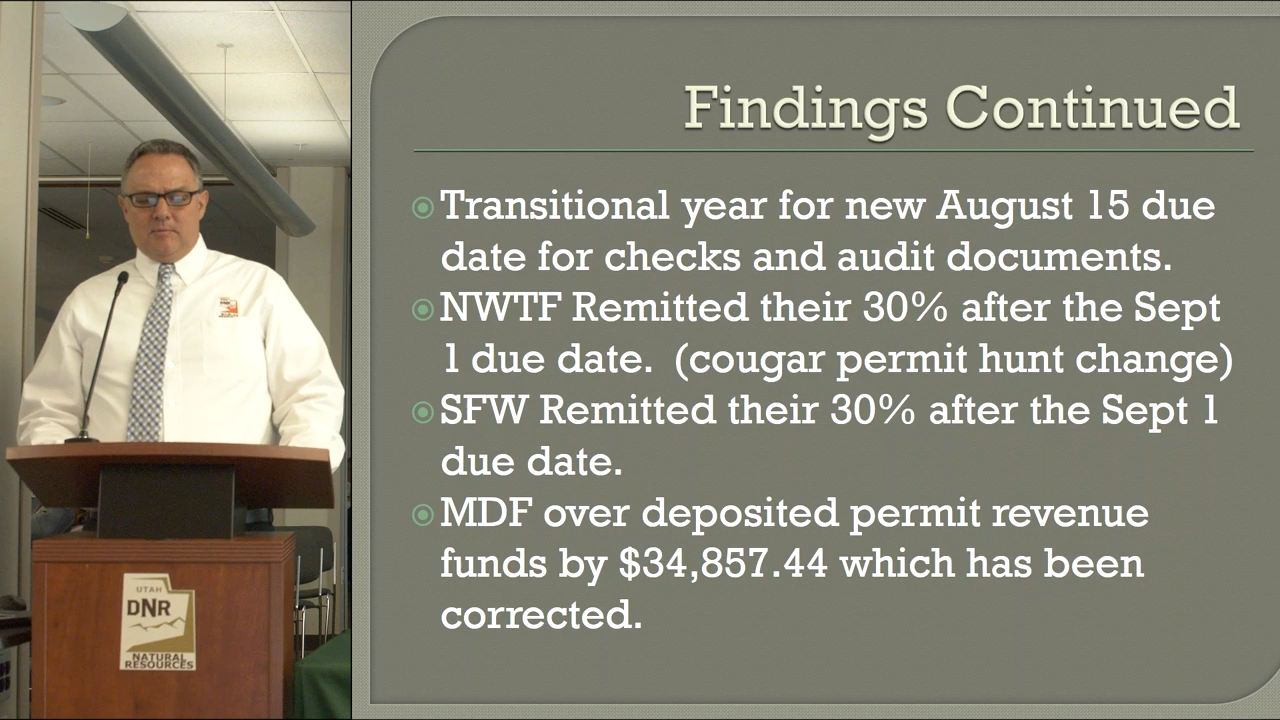 Findings Continued
Transitional year for new August 15 due
date for checks and audit documents.
NWTF Remitted their 30% after the Sept
1 due date. (cougar permit hunt change)
SFW Remitted their 30% after the Sept 1
due date.
MDF over deposited permit revenue
funds by $34,857.44 which has been
corrected.
UTAH
DNR
NATURAL
RESOURCES
DNR